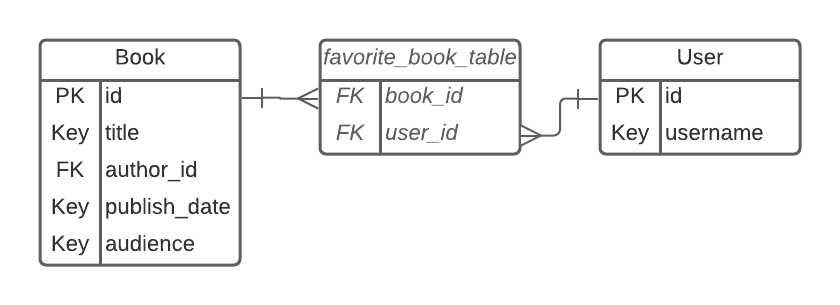 Book
PK id
Key title
FK author_id
Key publish_date
Key audience
favorite_book_table
FK book_id
FK user_id
User
PK id
Key username